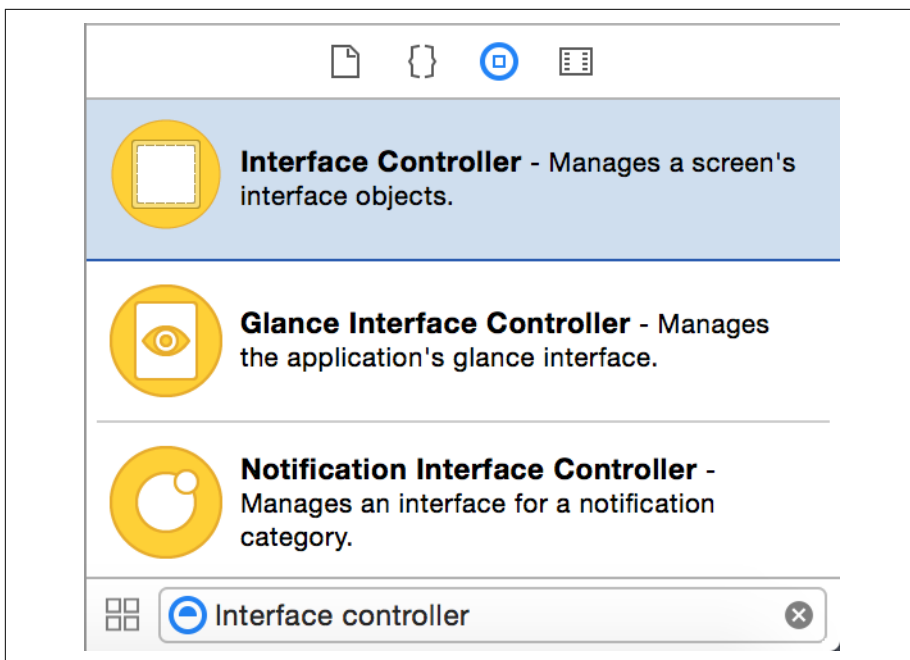 Interface Controller - Manages a screen's
interface objects.
Glance Interface Controller - Manages
the application's glance interface.
Notification Interface Controller -
Manages an interface for a notification
category.
Interface controller